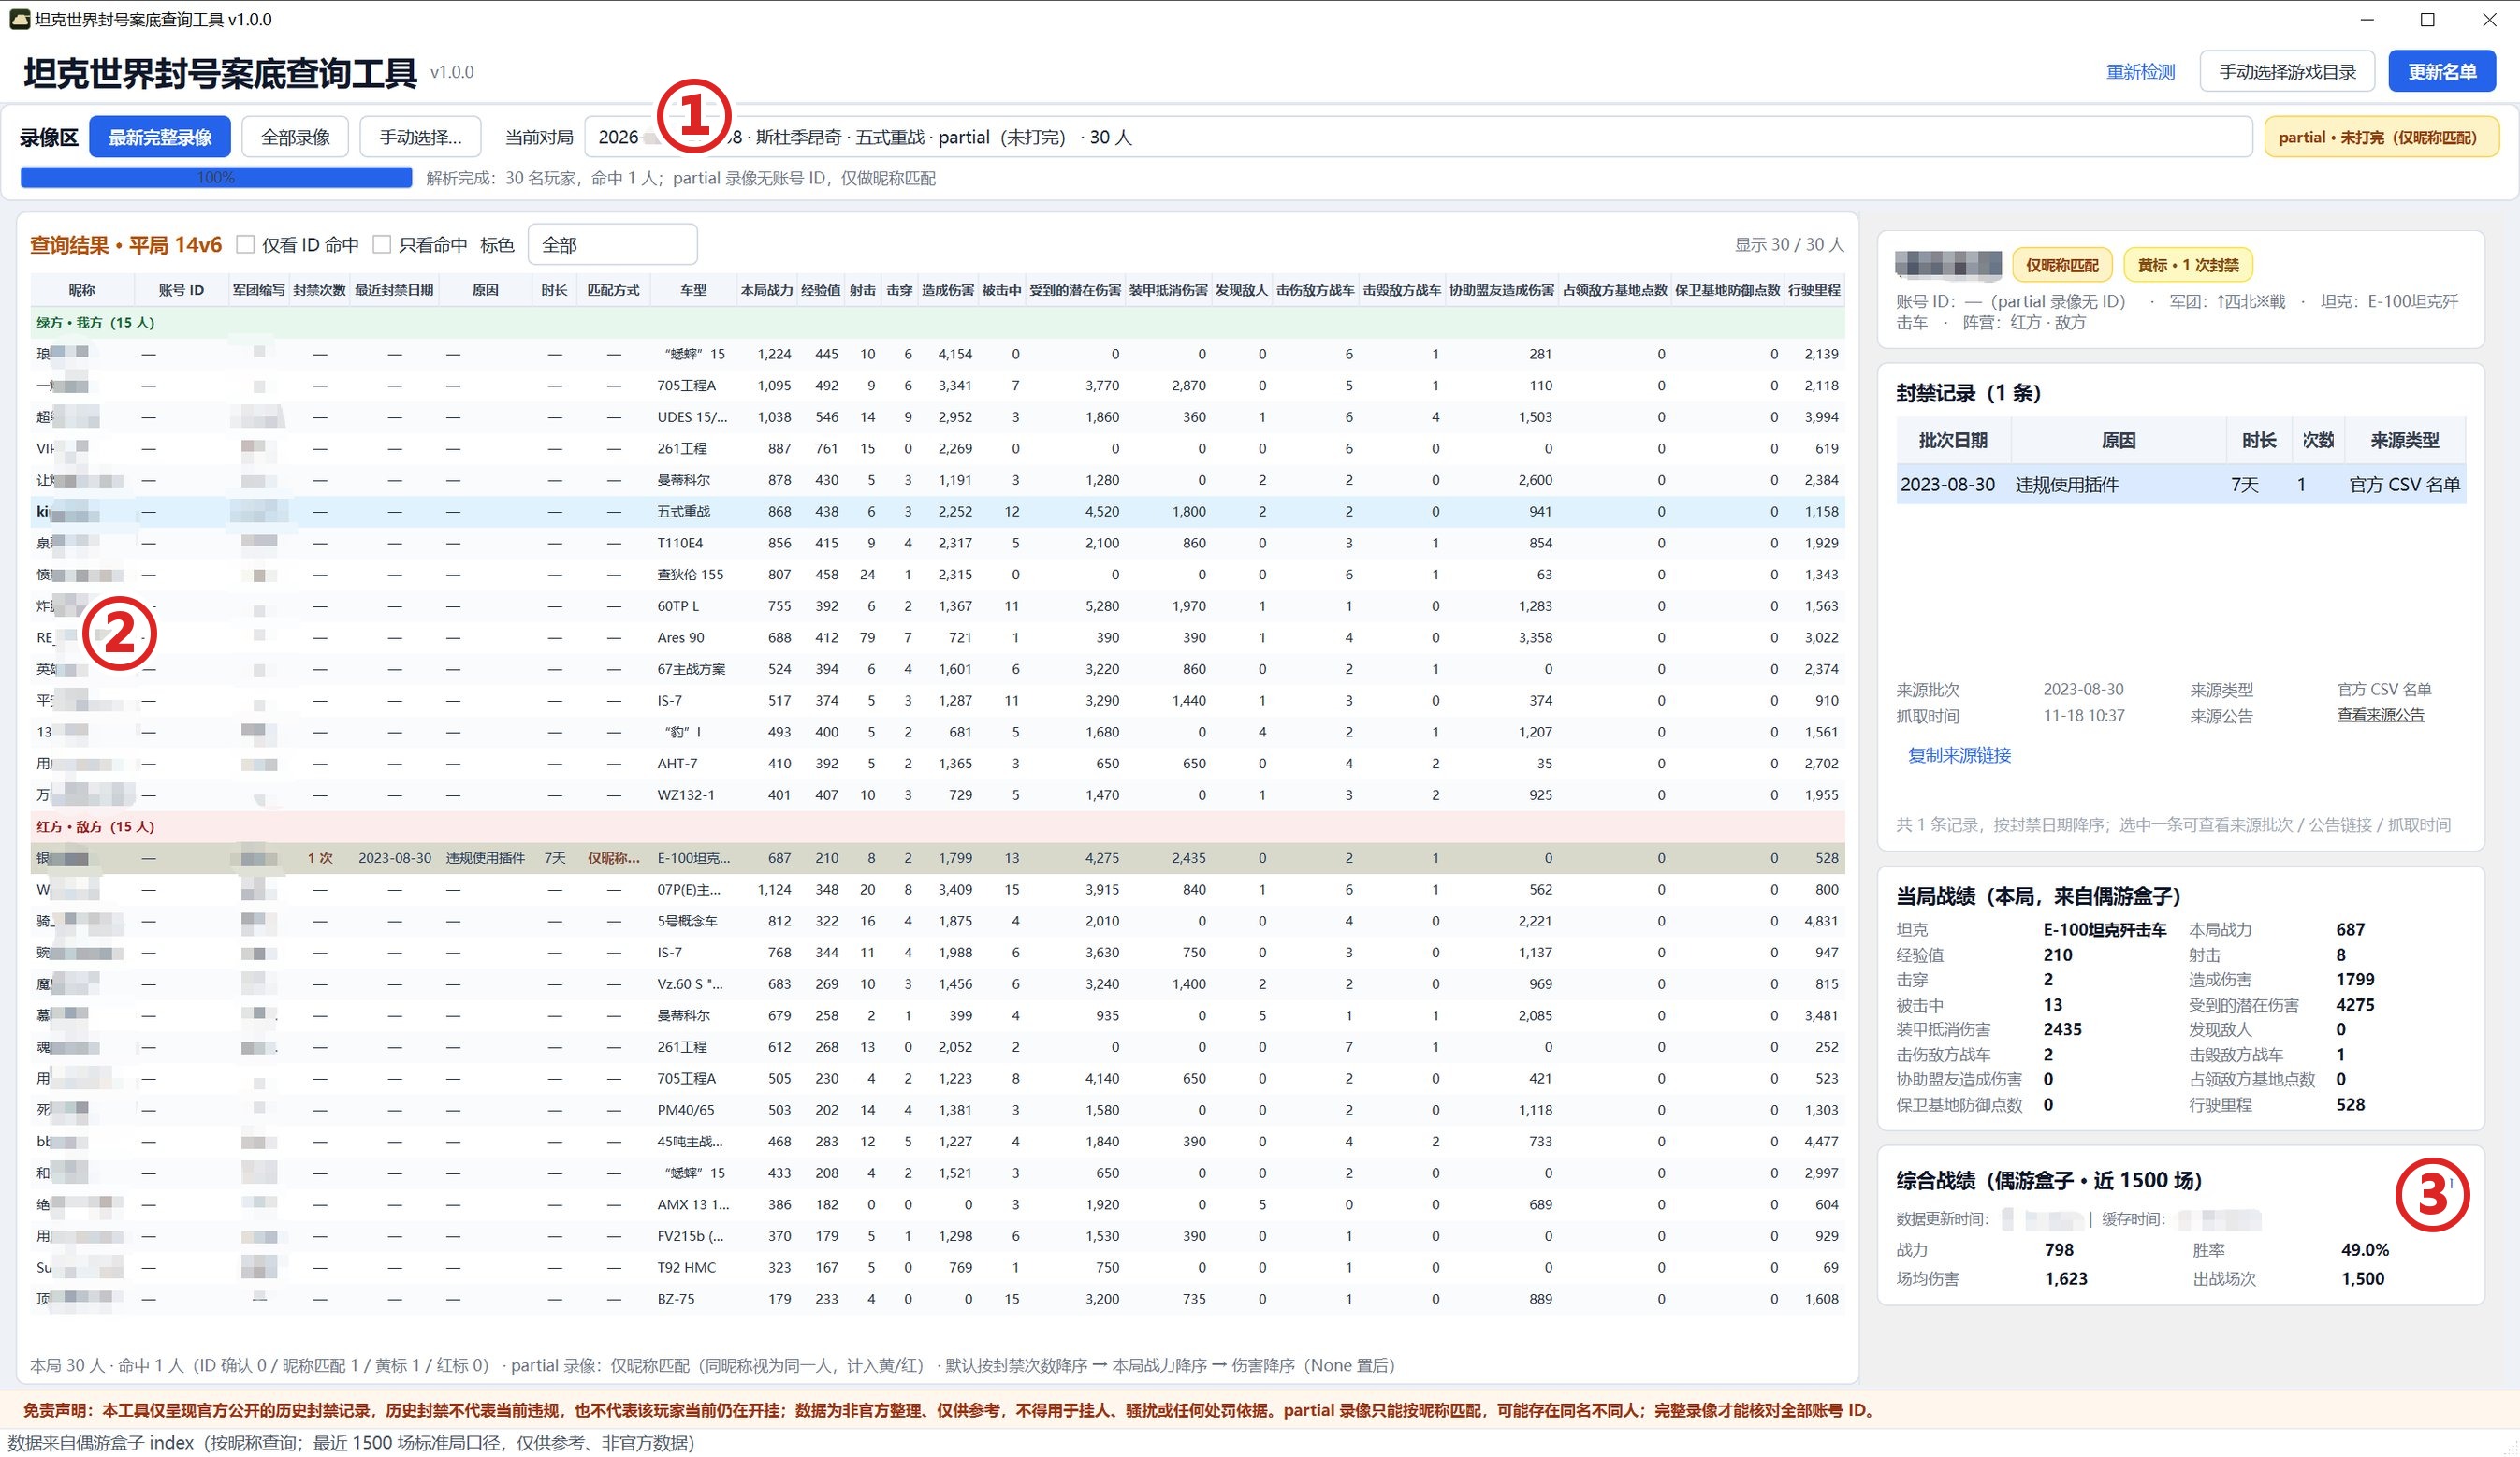 坦克世界封号案底查询工具 v1.0.0
坦克世界封号案底查询工具 v1.0.0 重新检测 手动选择游戏目录 更新名单
①
录像区 最新完整录像 全部录像 手动选择... 当前对局 2026- 8 · 斯杜季昂奇 · 五式重战 · partial（未打完） · 30 人 partial • 未打完（仅昵称匹配）
100% 解析完成：30 名玩家，命中 1 人；partial 录像无账号 ID，仅做昵称匹配
查询结果 • 平局 14v6 仅看 ID 命中 只看命中 标色 全部 显示 30 / 30 人
昵称 账号 ID 军团缩写 封禁次数 最近封禁日期 原因 时长 匹配方式 车型 本局战力 经验值 射击 击穿 造成伤害 被击中 受到的潜在伤害 装甲抵消伤害 发现敌人 击伤敌方战车 击毁敌方战车 协助盟友造成伤害 占领敌方基地点数 保卫基地防御点数 行驶里程
绿方 • 我方（15 人）
琅 — — — — — — “蟋蟀” 15 1,224 445 10 6 4,154 0 0 0 0 6 1 281 0 0 2,139
一 — — — — — — 705工程A 1,095 492 9 6 3,341 7 3,770 2,870 0 5 1 110 0 0 2,118
超 — — — — — — UDES 15/... 1,038 546 14 9 2,952 3 1,860 360 1 6 4 1,503 0 0 3,994
VIP — — — — — — 261工程 887 761 15 0 2,269 0 0 0 0 6 0 0 0 0 619
让 — — — — — — 曼蒂科尔 878 430 5 3 1,191 3 1,280 0 2 2 0 2,600 0 0 2,384
ki — — — — — — 五式重战 868 438 6 3 2,252 12 4,520 1,800 2 2 0 941 0 0 1,158
泉 — — — — — — T110E4 856 415 9 4 2,317 5 2,100 860 0 3 1 854 0 0 1,929
愤 — — — — — — 查狄伦 155 807 458 24 1 2,315 0 0 0 0 6 1 63 0 0 1,343
炸 — — — — — 60TP L 755 392 6 2 1,367 11 5,280 1,970 1 1 0 1,283 0 0 1,563
② RE_ — — — — — Ares 90 688 412 79 7 721 1 390 390 1 4 0 3,358 0 0 3,022
英 — — — — — — 67主战方案 524 394 6 4 1,601 6 3,220 860 0 2 1 0 0 0 2,374
平 — — — — — — IS-7 517 374 5 3 1,287 11 3,290 1,440 1 3 0 374 0 0 910
13 — — — — — — “豹” I 493 400 5 2 681 5 1,680 0 4 2 1 1,207 0 0 1,561
用 — — — — — — AHT-7 410 392 5 2 1,365 3 650 650 0 4 2 35 0 0 2,702
万 — — — — — — WZ132-1 401 407 10 3 729 5 1,470 0 1 3 2 925 0 0 1,955
红方 • 敌方（15 人）
银 — 1 次 2023-08-30 违规使用插件 7天 仅昵称... E-100坦克... 687 210 8 2 1,799 13 4,275 2,435 0 2 1 0 0 0 528
W — — — — — — 07P(E)主... 1,124 348 20 8 3,409 15 3,915 840 1 6 1 562 0 0 800
骑 — — — — — — 5号概念车 812 322 16 4 1,875 4 2,010 0 0 4 0 2,221 0 0 4,831
— — — — — — IS-7 768 344 11 4 1,988 6 3,630 750 0 3 0 1,137 0 0 947
魔 — — — — — — Vz.60 S "... 683 269 10 3 1,456 6 3,240 1,400 2 2 0 969 0 0 815
慕 — — — — — — 曼蒂科尔 679 258 2 1 399 4 935 0 5 1 1 2,085 0 0 3,481
魂 — — — — — — 261工程 612 268 13 0 2,052 2 0 0 0 7 1 0 0 0 252
用 — — — — — — 705工程A 505 230 4 2 1,223 8 4,140 650 0 2 0 421 0 0 523
死 — — — — — — PM40/65 503 202 14 4 1,381 3 1,580 0 0 2 0 1,118 0 0 1,303
bb — — — — — — 45吨主战... 468 283 12 5 1,227 4 1,840 390 0 4 2 733 0 0 4,477
和 — — — — — — “蟋蟀” 15 433 208 4 2 1,521 3 650 0 0 2 0 0 0 0 2,997
绝 — — — — — — AMX 13 1... 386 182 0 0 0 3 1,920 0 5 0 0 689 0 0 604
用 — — — — — — FV215b (... 370 179 5 1 1,298 6 1,530 390 0 1 0 0 0 0 929
Su — — — — — — T92 HMC 323 167 5 0 769 1 750 0 0 1 0 0 0 0 69
顶 — — — — — — — BZ-75 179 233 4 0 0 15 3,200 735 0 1 0 889 0 0 1,608
本局 30 人 · 命中 1 人（ID 确认 0 / 昵称匹配 1 / 黄标 1 / 红标 0） · partial 录像：仅昵称匹配（同昵称视为同一人，计入黄/红） · 默认按封禁次数降序 → 本局战力降序 → 伤害降序（None 置后）
仅昵称匹配 黄标 • 1 次封禁
账号 ID：—（partial 录像无 ID） · 军团：↑西北※戦 · 坦克：E-100坦克歼
击车 · 阵营：红方 · 敌方
封禁记录（1 条）
批次日期 原因 时长 次数 来源类型
2023-08-30 违规使用插件 7天 1 官方 CSV 名单
来源批次 2023-08-30 来源类型 官方 CSV 名单
抓取时间 11-18 10:37 来源公告 查看来源公告
复制来源链接
共 1 条记录，按封禁日期降序；选中一条可查看来源批次 / 公告链接 / 抓取时间
当局战绩（本局，来自偶游盒子）
坦克 E-100坦克歼击车 本局战力 687
经验值 210 射击 8
击穿 2 造成伤害 1799
被击中 13 受到的潜在伤害 4275
装甲抵消伤害 2435 发现敌人 0
击伤敌方战车 2 击毁敌方战车 1
协助盟友造成伤害 0 占领敌方基地点数 0
保卫基地防御点数 0 行驶里程 528
综合战绩（偶游盒子 • 近 1500 场） ③
数据更新时间： | 缓存时间：
战力 798 胜率 49.0%
场均伤害 1,623 出战场次 1,500
免责声明：本工具仅呈现官方公开的历史封禁记录，历史封禁不代表当前违规，也不代表该玩家当前仍在开挂；数据为非官方整理、仅供参考，不得用于挂人、骚扰或任何处罚依据。partial 录像只能按昵称匹配，可能存在同名不同人；完整录像才能核对全部账号 ID。
数据来自偶游盒子 index（按昵称查询；最近 1500 场标准局口径，仅供参考、非官方数据）